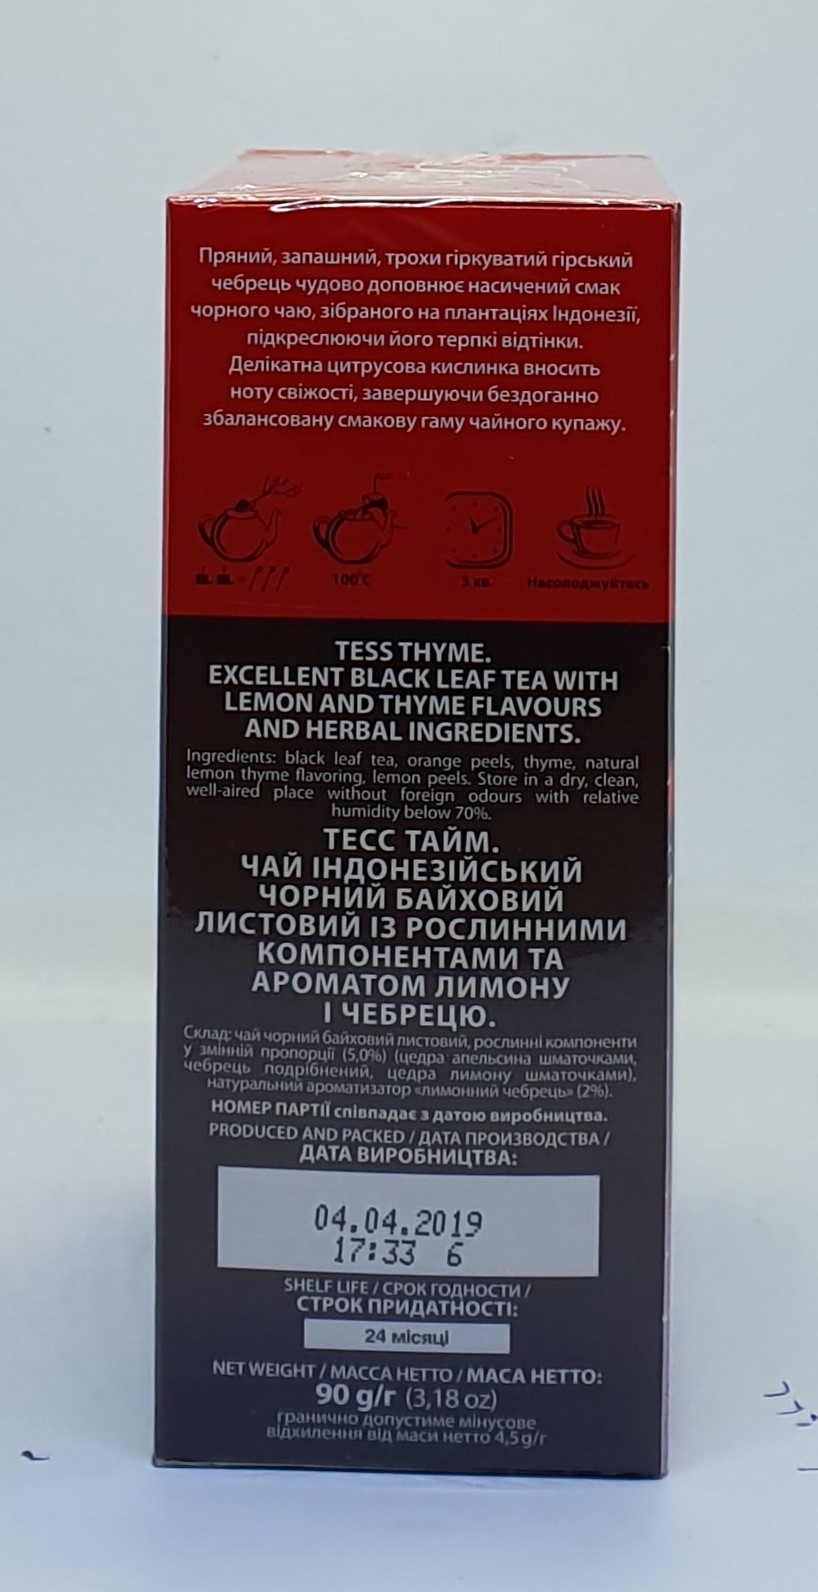 Пряний, запашний, трохи гіркуватий гірський
чебрець чудово доповнює насичений смак
чорного чаю, зібраного на плантаціях Індонезії,
підкреслюючи його терпкі відтінки.
Делікатна цитрусова кислинка вносить
ноту свіжості, завершуючи бездоганно
збалансовану смакову гаму чайного купажу.
100°C
5 хв.
Насолоджуйтесь
TESS THYME.
EXCELLENT BLACK LEAF TEA WITH
LEMON AND THYME FLAVOURS
AND HERBAL INGREDIENTS.
Ingredients: black leaf tea, orange peels, thyme, natural
lemon thyme flavoring, lemon peels. Store in a dry, clean,
well-aired place without foreign odours with relative
humidity below 70%.
ТЕСС ТАЙМ.
ЧАЙ ІНДОНЕЗІЙСЬКИЙ
ЧОРНИЙ БАЙХОВИЙ
ЛИСТОВИЙ ІЗ РОСЛИННИМИ
КОМПОНЕНТАМИ ТА
АРОМАТОМ ЛИМОНУ
І ЧЕБРЕЦЮ.
Склад: чай чорний байховий листовий, рослинні компоненти
у змінній пропорції (5,0%) (цедра апельсина шматочками,
чебрець подрібнений, цедра лимону шматочками),
натуральний ароматизатор «лимонний чебрець» (2%).
НОМЕР ПАРТІЇ співпадає з датою виробництва.
PRODUCED AND PACKED / ДАТА ПРОИЗВОДСТВА /
ДАТА ВИРОБНИЦТВА:
04.04.2019
17:33 6
SHELF LIFE / СРОК ГОДНОСТИ /
СТРОК ПРИДАТНОСТІ:
24 місяці
NET WEIGHT / МАССА НЕТТО / МАСА НЕТТО:
90 g/г (3,18 oz)
гранично допустиме мінусове
відхилення від маси нетто 4,5 g/г